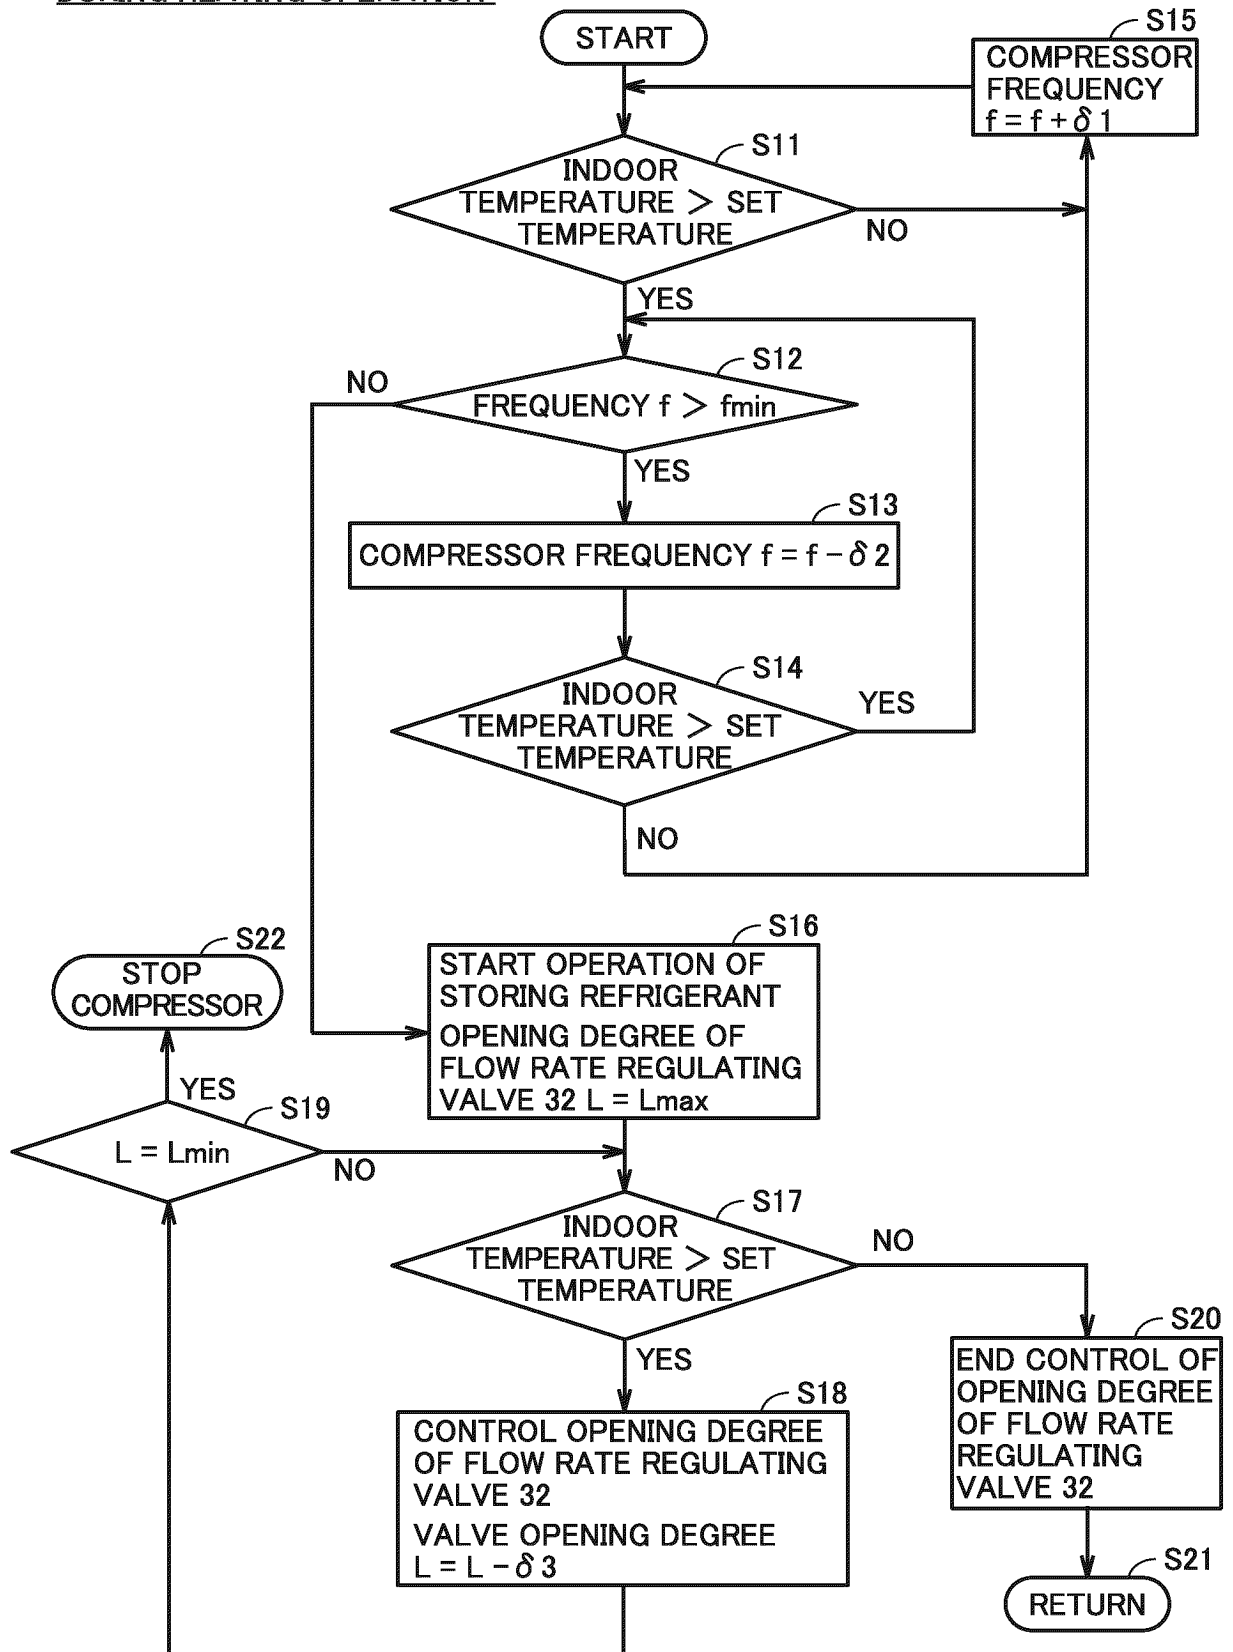 DURING HEATING OPERATION
START
S15
COMPRESSOR
FREQUENCY
f = f + δ 1
S11
INDOOR
TEMPERATURE > SET
TEMPERATURE
NO
YES
S12
NO
FREQUENCY f > fmin
YES
S13
COMPRESSOR FREQUENCY f = f − δ 2
S14
INDOOR
TEMPERATURE > SET
TEMPERATURE
YES
NO
S16
START OPERATION OF
STORING REFRIGERANT
OPENING DEGREE OF
FLOW RATE REGULATING
VALVE 32 L = Lmax
S22
STOP
COMPRESSOR
YES
S19
L = Lmin
NO
S17
INDOOR
TEMPERATURE > SET
TEMPERATURE
NO
YES
S20
END CONTROL OF
OPENING DEGREE
OF FLOW RATE
REGULATING
VALVE 32
S18
CONTROL OPENING DEGREE
OF FLOW RATE REGULATING
VALVE 32
VALVE OPENING DEGREE
L = L − δ 3
S21
RETURN